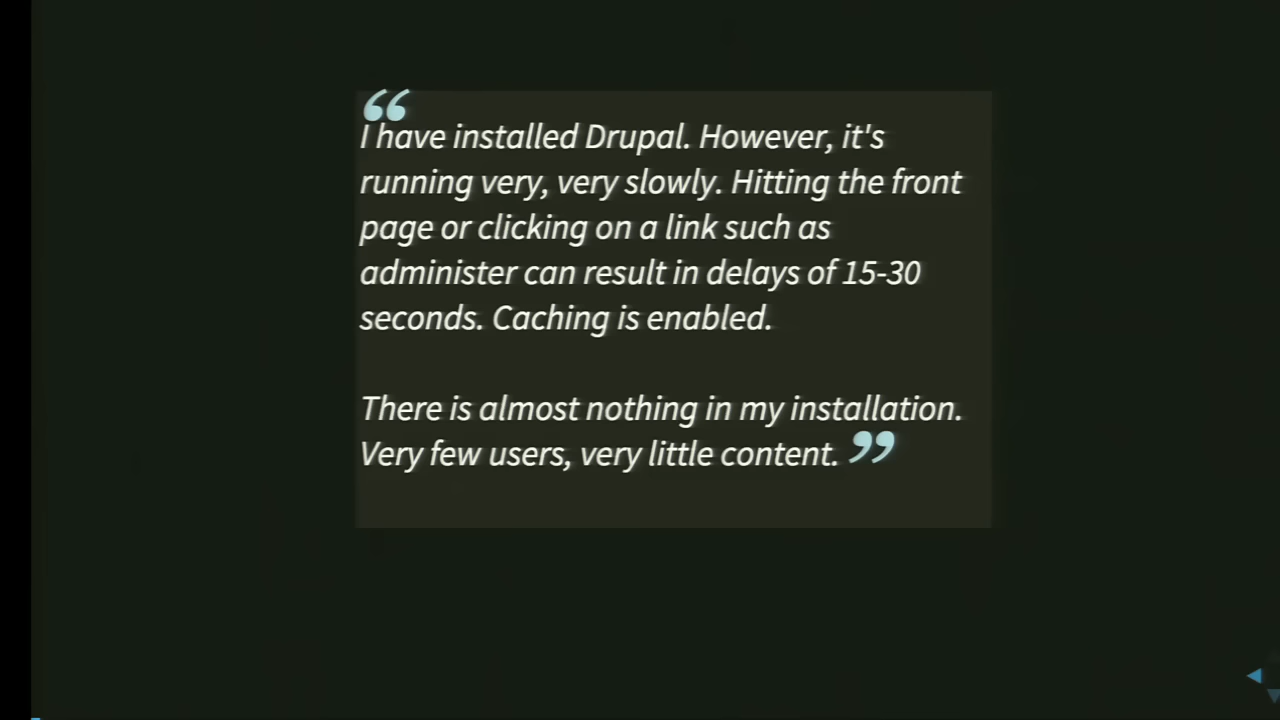 “
I have installed Drupal. However, it's
running very, very slowly. Hitting the front
page or clicking on a link such as
administer can result in delays of 15-30
seconds. Caching is enabled.
There is almost nothing in my installation.
Very few users, very little content. ”